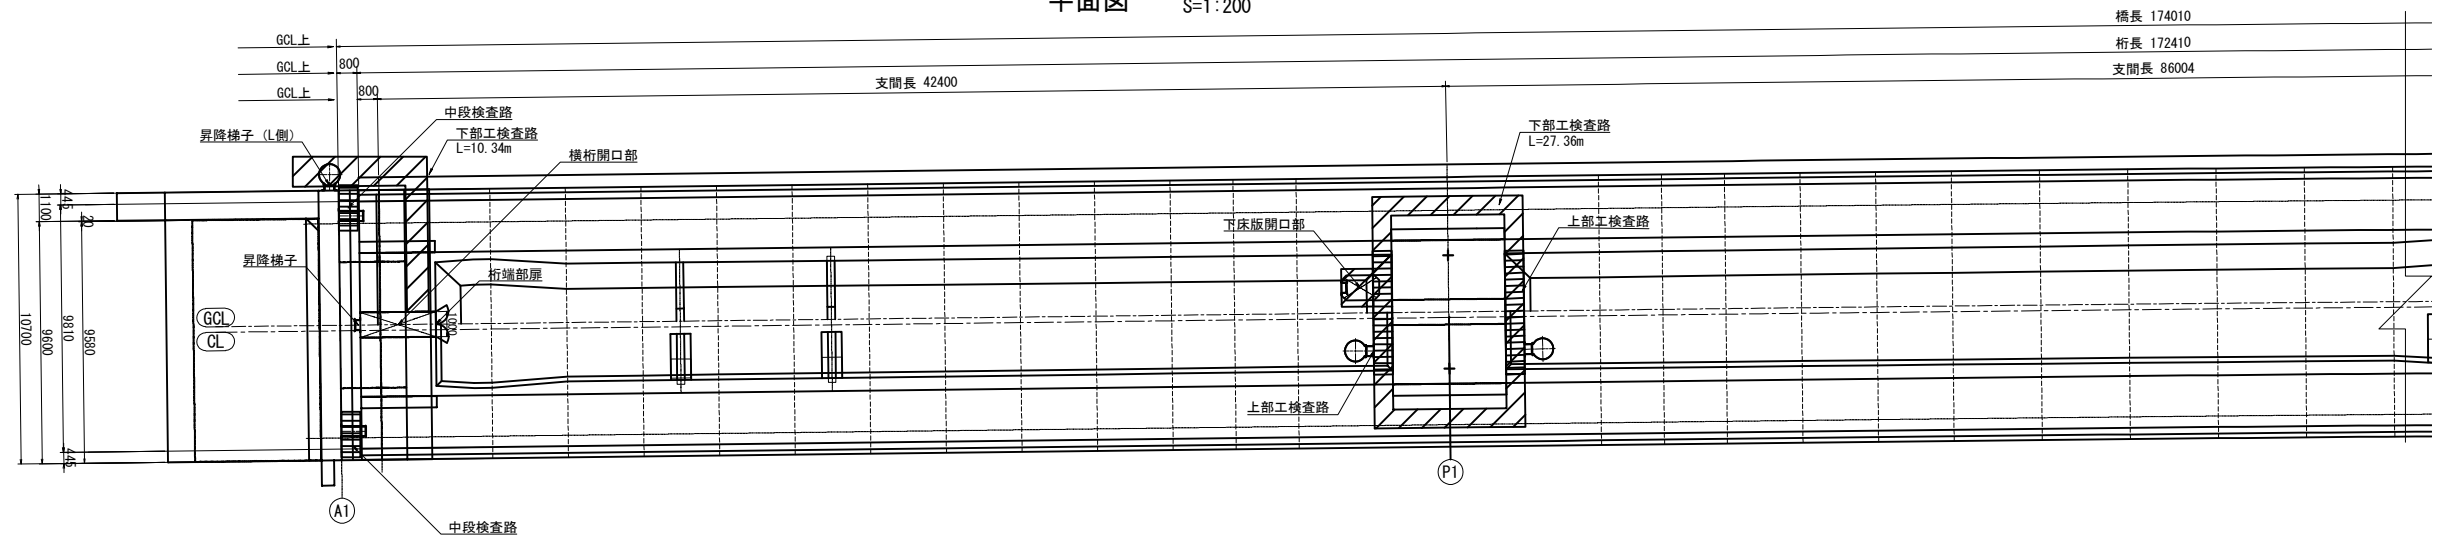 平面図 S=1:200
橋長 174010
GCL上
桁長 172410
GCL上
800
支間長 86004
支間長 42400
GCL上
800
中段検査路
昇降梯子（L側）
下部工検査路
L=10.34m
横桁開口部
下部工検査路
L=27.36m
1100
445
20
下床版開口部
上部工検査路
昇降梯子
桁端部扉
GCL
CL
1000
10700
9600
9810
9580
上部工検査路
445
P1
A1
中段検査路